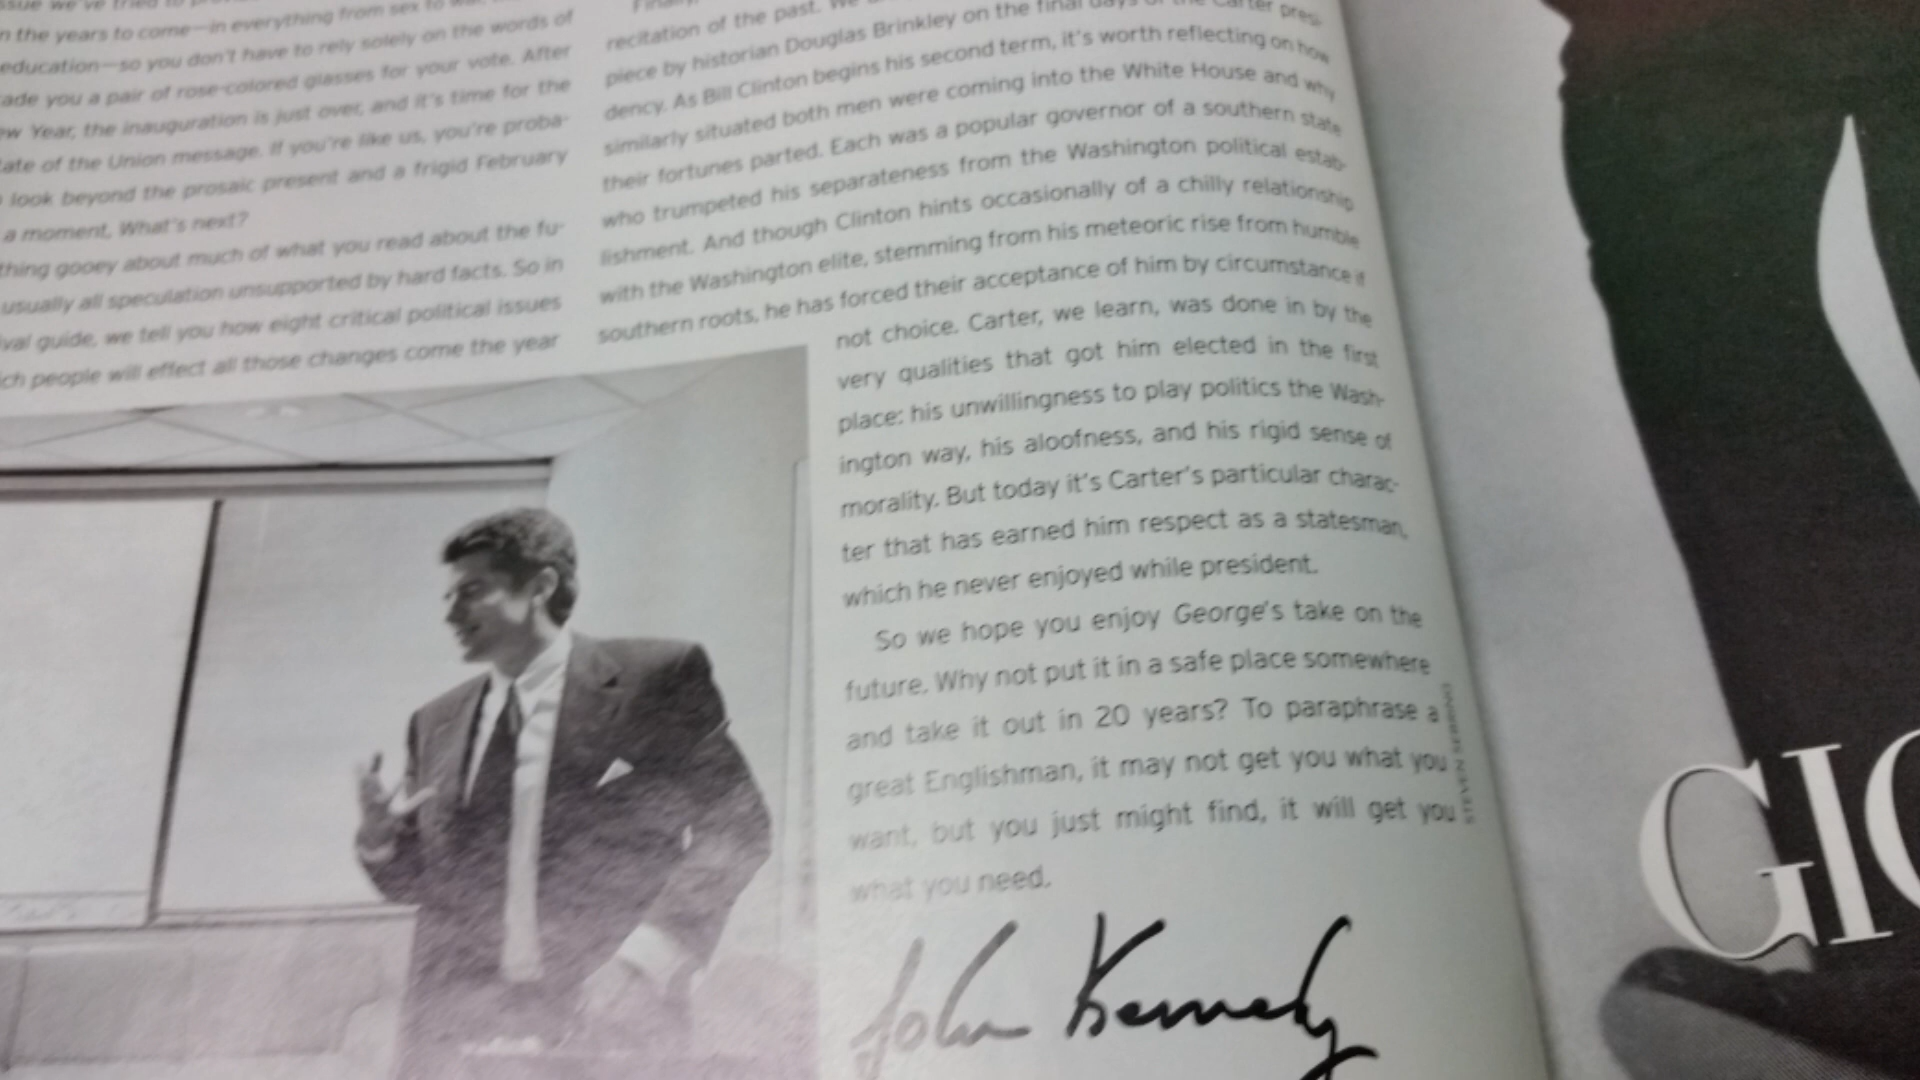 in the years to come—in everything from sex to
education—so you don't have to rely solely on the words of
ade you a pair of rose-colored glasses for your vote. After
ew Year, the inauguration is just over, and it's time for the
tate of the Union message. If you're like us, you're proba-
look beyond the prosaic present and a frigid February
a moment, What's next?
thing gooey about much of what you read about the fu-
usually all speculation unsupported by hard facts. So in
ival guide, we tell you how eight critical political issues
ich people will effect all those changes come the year
recitation of the past. We
piece by historian Douglas Brinkley on the final days of the Carter presi-
dency. As Bill Clinton begins his second term, it's worth reflecting on how
similarly situated both men were coming into the White House and why
their fortunes parted. Each was a popular governor of a southern state
who trumpeted his separateness from the Washington political estab-
lishment. And though Clinton hints occasionally of a chilly relationship
with the Washington elite, stemming from his meteoric rise from humble
southern roots, he has forced their acceptance of him by circumstance if
not choice. Carter, we learn, was done in by the
very qualities that got him elected in the first
place: his unwillingness to play politics the Wash-
ington way, his aloofness, and his rigid sense of
morality. But today it's Carter's particular charac-
ter that has earned him respect as a statesman,
which he never enjoyed while president.
So we hope you enjoy George's take on the
future. Why not put it in a safe place somewhere
and take it out in 20 years? To paraphrase a
great Englishman, it may not get you what you
want, but you just might find, it will get you
what you need.
John Kennedy
GIO